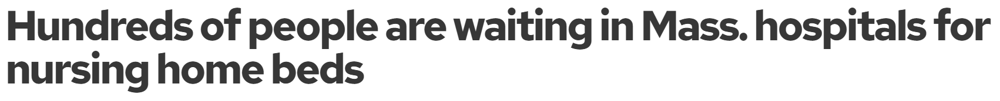 Hundreds of people are waiting in Mass. hospitals for
nursing home beds